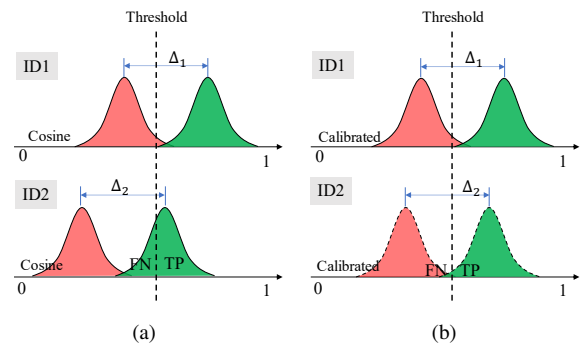 Threshold
ID1
Δ1
Cosine
0
1
ID2
Δ2
Cosine
FN
TP
0
1
(a)
Threshold
ID1
Δ1
Calibrated
0
1
ID2
Δ2
Calibrated
FN
TP
0
1
(b)